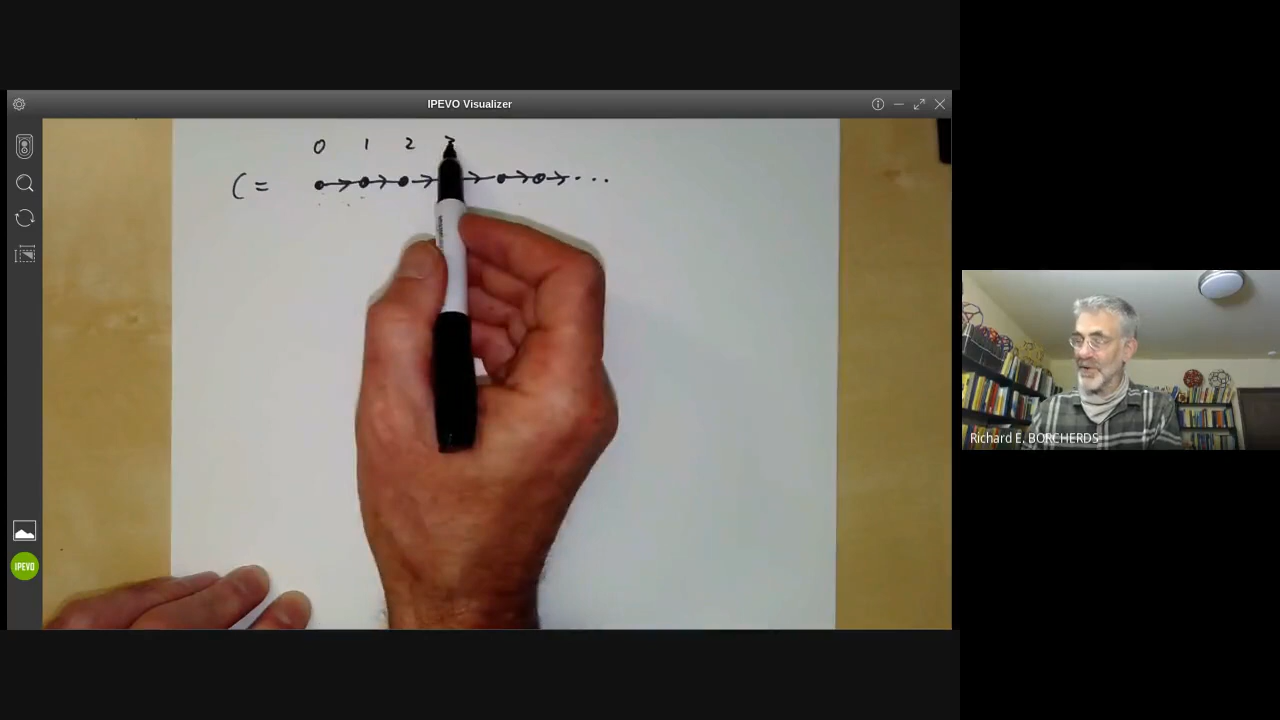 IPEVO Visualizer
0 1 2 3
C = ...
IPEVO
Richard E. BORCHERDS